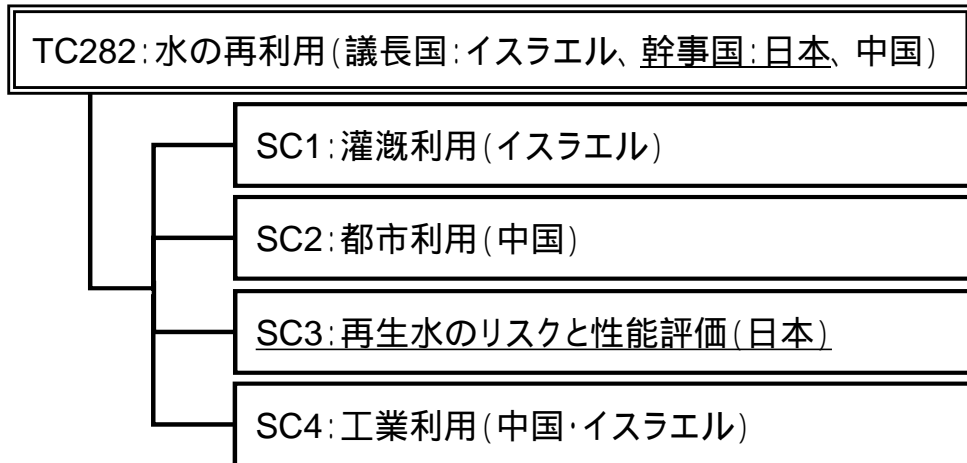 TC282:水の再利用(議長国:イスラエル、幹事国:日本、中国)
SC1:灌漑利用(イスラエル)
SC2:都市利用(中国)
SC3:再生水のリスクと性能評価(日本)
SC4:工業利用(中国･イスラエル)